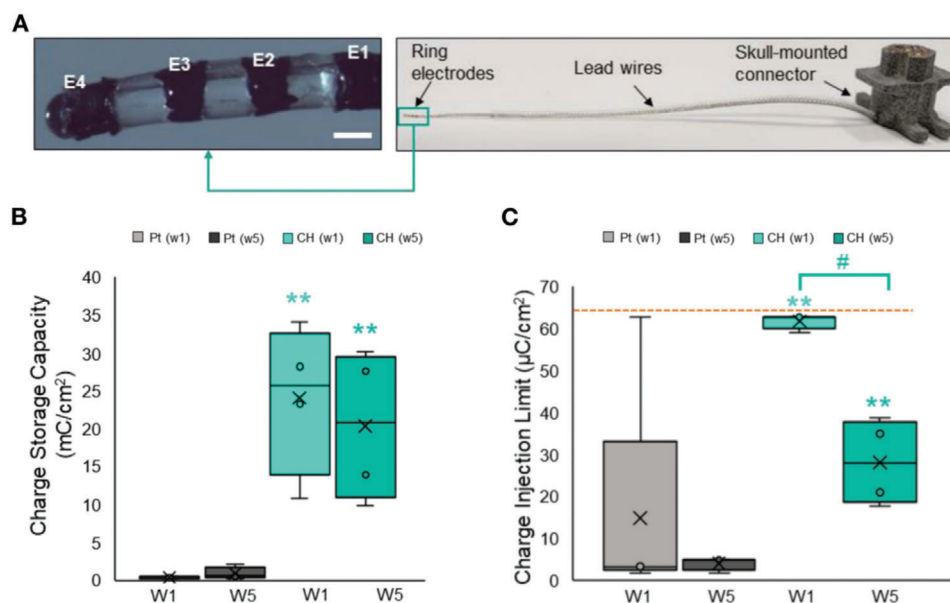 A
E4
E3
E2
E1
Ring
electrodes
Lead wires
Skull-mounted
connector
B
Pt (w1)
Pt (w5)
CH (w1)
CH (w5)
Charge Storage Capacity
(mC/cm²)
40
35
30
25
20
15
10
5
0
**
**
W1
W5
W1
W5
C
Pt (w1)
Pt (w5)
CH (w1)
CH (w5)
Charge Injection Limit (µC/cm²)
70
60
50
40
30
20
10
0
#
**
**
W1
W5
W1
W5